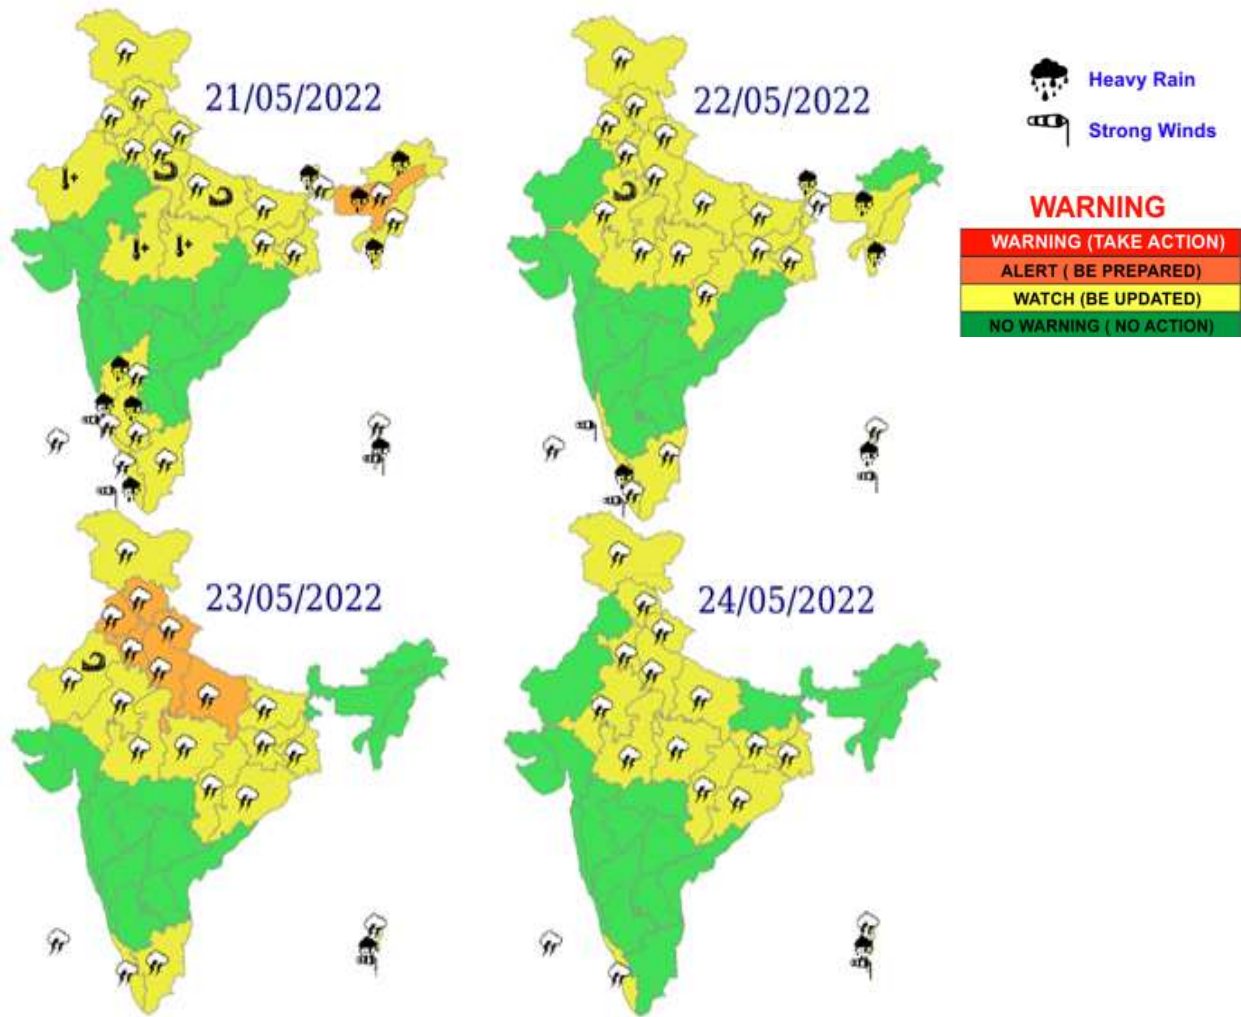 21/05/2022
22/05/2022
Heavy Rain
Strong Winds
WARNING
WARNING (TAKE ACTION)
ALERT ( BE PREPARED)
WATCH (BE UPDATED)
NO WARNING ( NO ACTION)
23/05/2022
24/05/2022